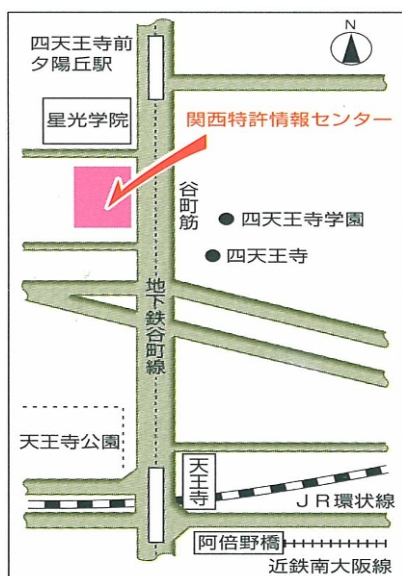 N
四天王寺前
夕陽丘駅
星光学院
関西特許情報センター
谷町筋
四天王寺学園
四天王寺
地下鉄谷町線
天王寺公園
天王寺
JR環状線
阿倍野橋
近鉄南大阪線